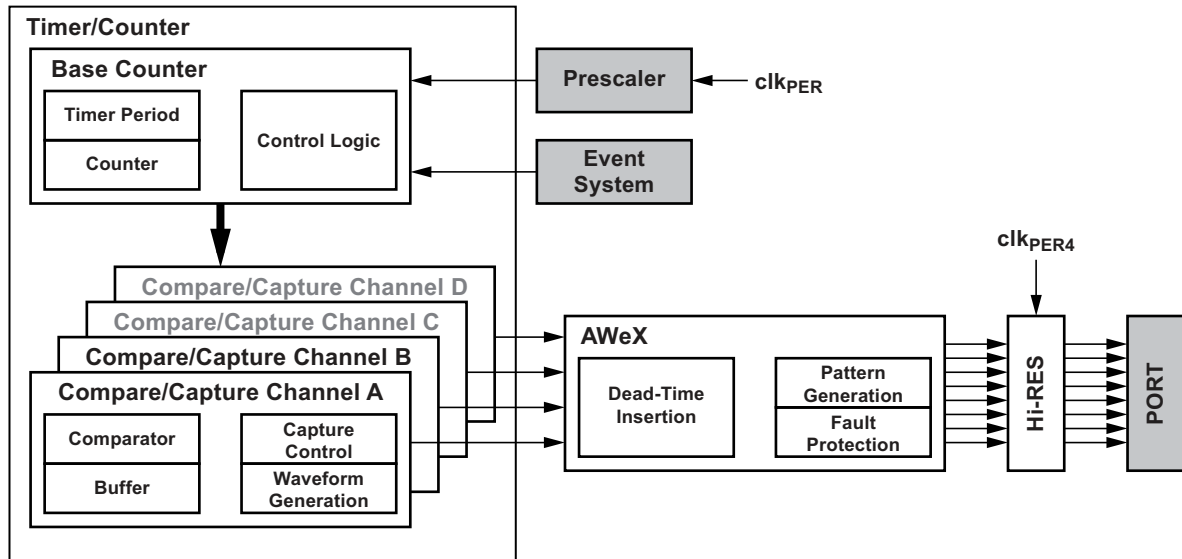 Timer/Counter
Base Counter
Timer Period
Counter
Control Logic
Prescaler
clkPER
Event
System
Compare/Capture Channel D
Compare/Capture Channel C
Compare/Capture Channel B
Compare/Capture Channel A
Comparator
Buffer
Capture
Control
Waveform
Generation
AWeX
Dead-Time
Insertion
Pattern
Generation
Fault
Protection
clkPER4
Hi-RES
PORT